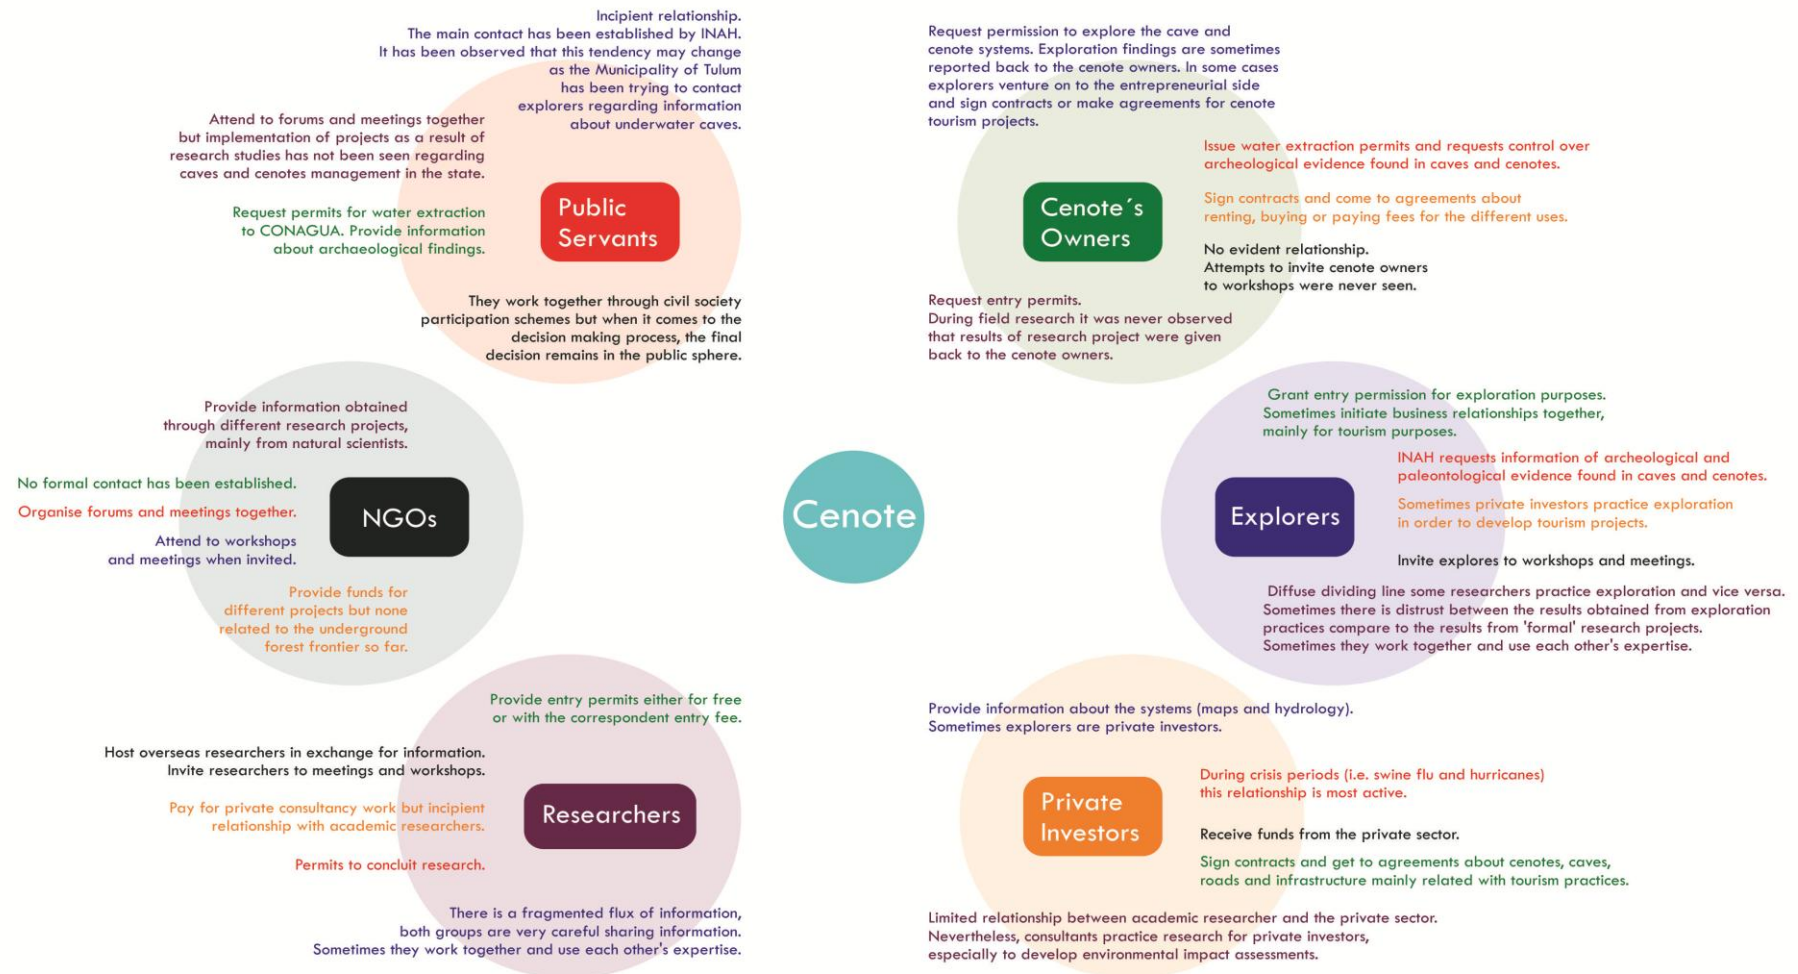 Incipient relationship.
The main contact has been established by INAH.
It has been observed that this tendency may change
as the Municipality of Tulum
has been trying to contact
explorers regarding information
about underwater caves.
Attend to forums and meetings together
but implementation of projects as a result of
research studies has not been seen regarding
caves and cenotes management in the state.
Request permits for water extraction
to CONAGUA. Provide information
about archaeological findings.
Public
Servants
They work together through civil society
participation schemes but when it comes to the
decision making process, the final
decision remains in the public sphere.
Request permission to explore the cave and
cenote systems. Exploration findings are sometimes
reported back to the cenote owners. In some cases
explorers venture on to the entrepreneurial side
and sign contracts or make agreements for cenote
tourism projects.
Issue water extraction permits and requests control over
archeological evidence found in caves and cenotes.
Cenote´s
Owners
Sign contracts and come to agreements about
renting, buying or paying fees for the different uses.
No evident relationship.
Attempts to invite cenote owners
to workshops were never seen.
Request entry permits.
During field research it was never observed
that results of research project were given
back to the cenote owners.
Provide information obtained
through different research projects,
mainly from natural scientists.
No formal contact has been established.
Organise forums and meetings together.
NGOs
Attend to workshops
and meetings when invited.
Provide funds for
different projects but none
related to the underground
forest frontier so far.
Cenote
Grant entry permission for exploration purposes.
Sometimes initiate business relationships together,
mainly for tourism purposes.
INAH requests information of archeological and
paleontological evidence found in caves and cenotes.
Explorers
Sometimes private investors practice exploration
in order to develop tourism projects.
Invite explores to workshops and meetings.
Diffuse dividing line some researchers practice exploration and vice versa.
Sometimes there is distrust between the results obtained from exploration
practices compare to the results from 'formal' research projects.
Sometimes they work together and use each other's expertise.
Provide entry permits either for free
or with the correspondent entry fee.
Host overseas researchers in exchange for information.
Invite researchers to meetings and workshops.
Pay for private consultancy work but incipient
relationship with academic researchers.
Researchers
Permits to concluit research.
There is a fragmented flux of information,
both groups are very careful sharing information.
Sometimes they work together and use each other's expertise.
Provide information about the systems (maps and hydrology).
Sometimes explorers are private investors.
During crisis periods (i.e. swine flu and hurricanes)
this relationship is most active.
Private
Investors
Receive funds from the private sector.
Sign contracts and get to agreements about cenotes, caves,
roads and infrastructure mainly related with tourism practices.
Limited relationship between academic researcher and the private sector.
Nevertheless, consultants practice research for private investors,
especially to develop environmental impact assessments.